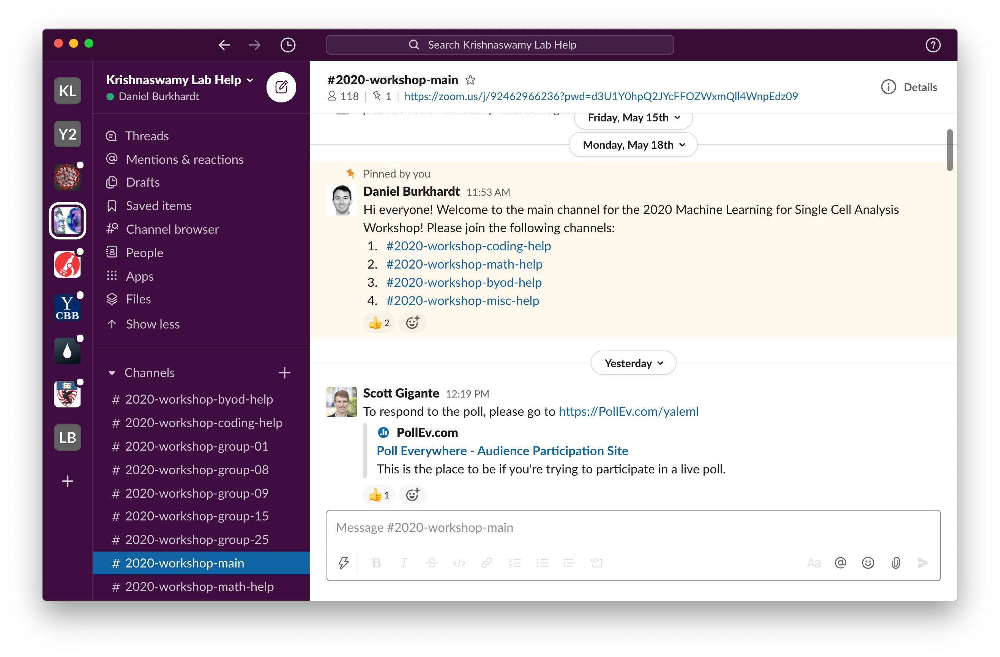 Search Krishnaswamy Lab Help
KL
Y2
Y
CBB
LB
Krishnaswamy Lab Help
Daniel Burkhardt
Threads
Mentions & reactions
Drafts
Saved items
Channel browser
People
Apps
Files
Show less
Channels
# 2020-workshop-byod-help
# 2020-workshop-coding-help
# 2020-workshop-group-01
# 2020-workshop-group-08
# 2020-workshop-group-09
# 2020-workshop-group-15
# 2020-workshop-group-25
# 2020-workshop-main
# 2020-workshop-math-help
#2020-workshop-main
Details
118 | 1 | https://zoom.us/j/92462966236?pwd=d3U1Y0hpQ2JYcFFOZWxmQll4WnpEdz09
joined #2020-workshop-main along
Friday, May 15th
Monday, May 18th
Pinned by you
Daniel Burkhardt 11:53 AM
Hi everyone! Welcome to the main channel for the 2020 Machine Learning for Single Cell Analysis
Workshop! Please join the following channels:
1. #2020-workshop-coding-help
2. #2020-workshop-math-help
3. #2020-workshop-byod-help
4. #2020-workshop-misc-help
2
Yesterday
Scott Gigante 12:19 PM
To respond to the poll, please go to https://PollEv.com/yaleml
PollEv.com
Poll Everywhere - Audience Participation Site
This is the place to be if you're trying to participate in a live poll.
1
Message #2020-workshop-main
B I S </> Aa @